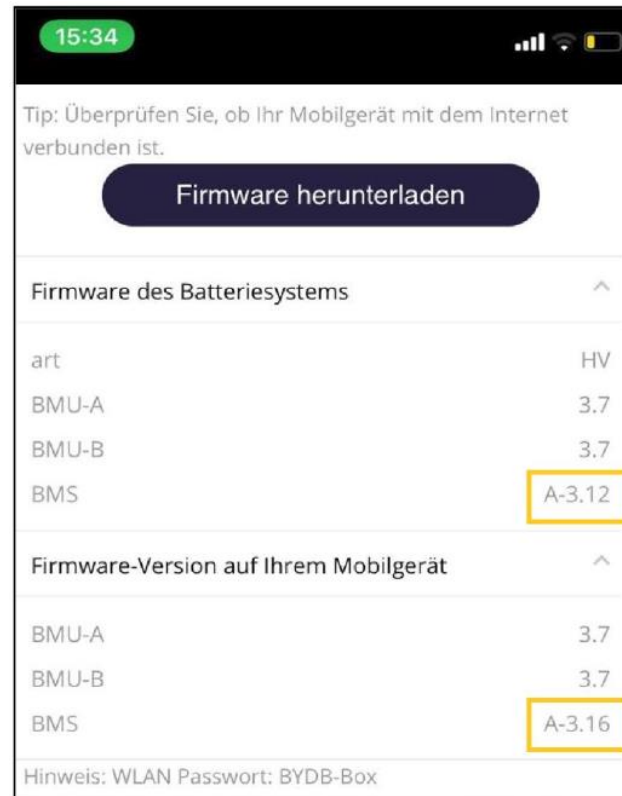 15:34
Tip: Überprüfen Sie, ob Ihr Mobilgerät mit dem Internet
verbunden ist.
Firmware herunterladen
Firmware des Batteriesystems
art HV
BMU-A 3.7
BMU-B 3.7
BMS A-3.12
Firmware-Version auf Ihrem Mobilgerät
BMU-A 3.7
BMU-B 3.7
BMS A-3.16
Hinweis: WLAN Passwort: BYDB-Box